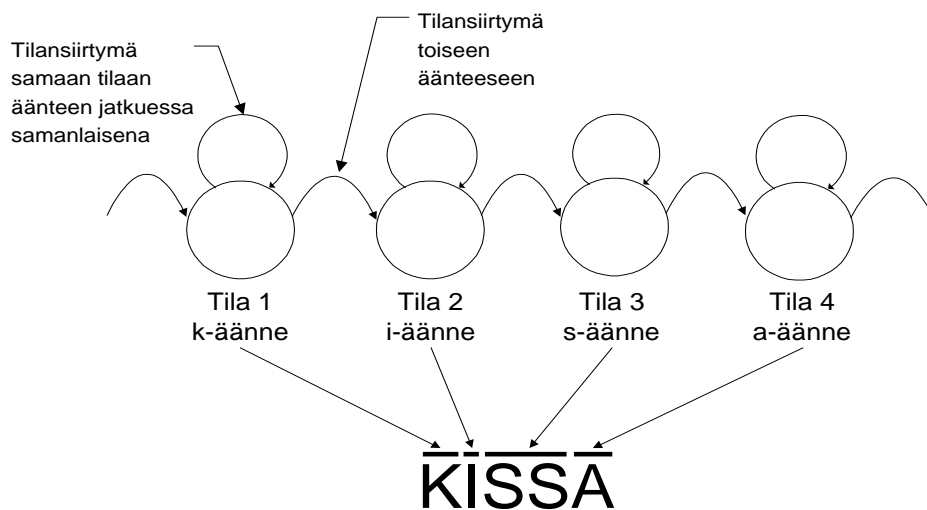 Tilansiirtymä
samaan tilaan
äänteen jatkuessa
samanlaisena
Tilansiirtymä
toiseen
äänteeseen
Tila 1
k-äänne
Tila 2
i-äänne
Tila 3
s-äänne
Tila 4
a-äänne
KISSA